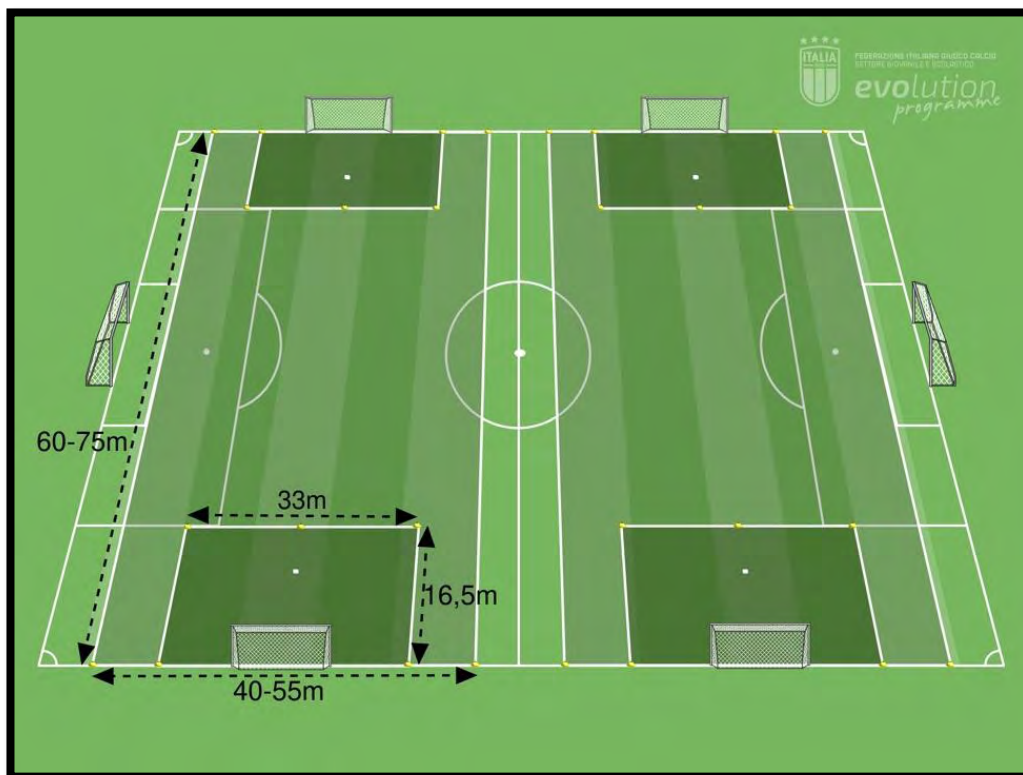 ITALIA
FEDERAZIONE ITALIANA GIUOCO CALCIO
SETTORE GIOVANILE E SCOLASTICO
evolution
programme
60-75m
33m
16,5m
40-55m